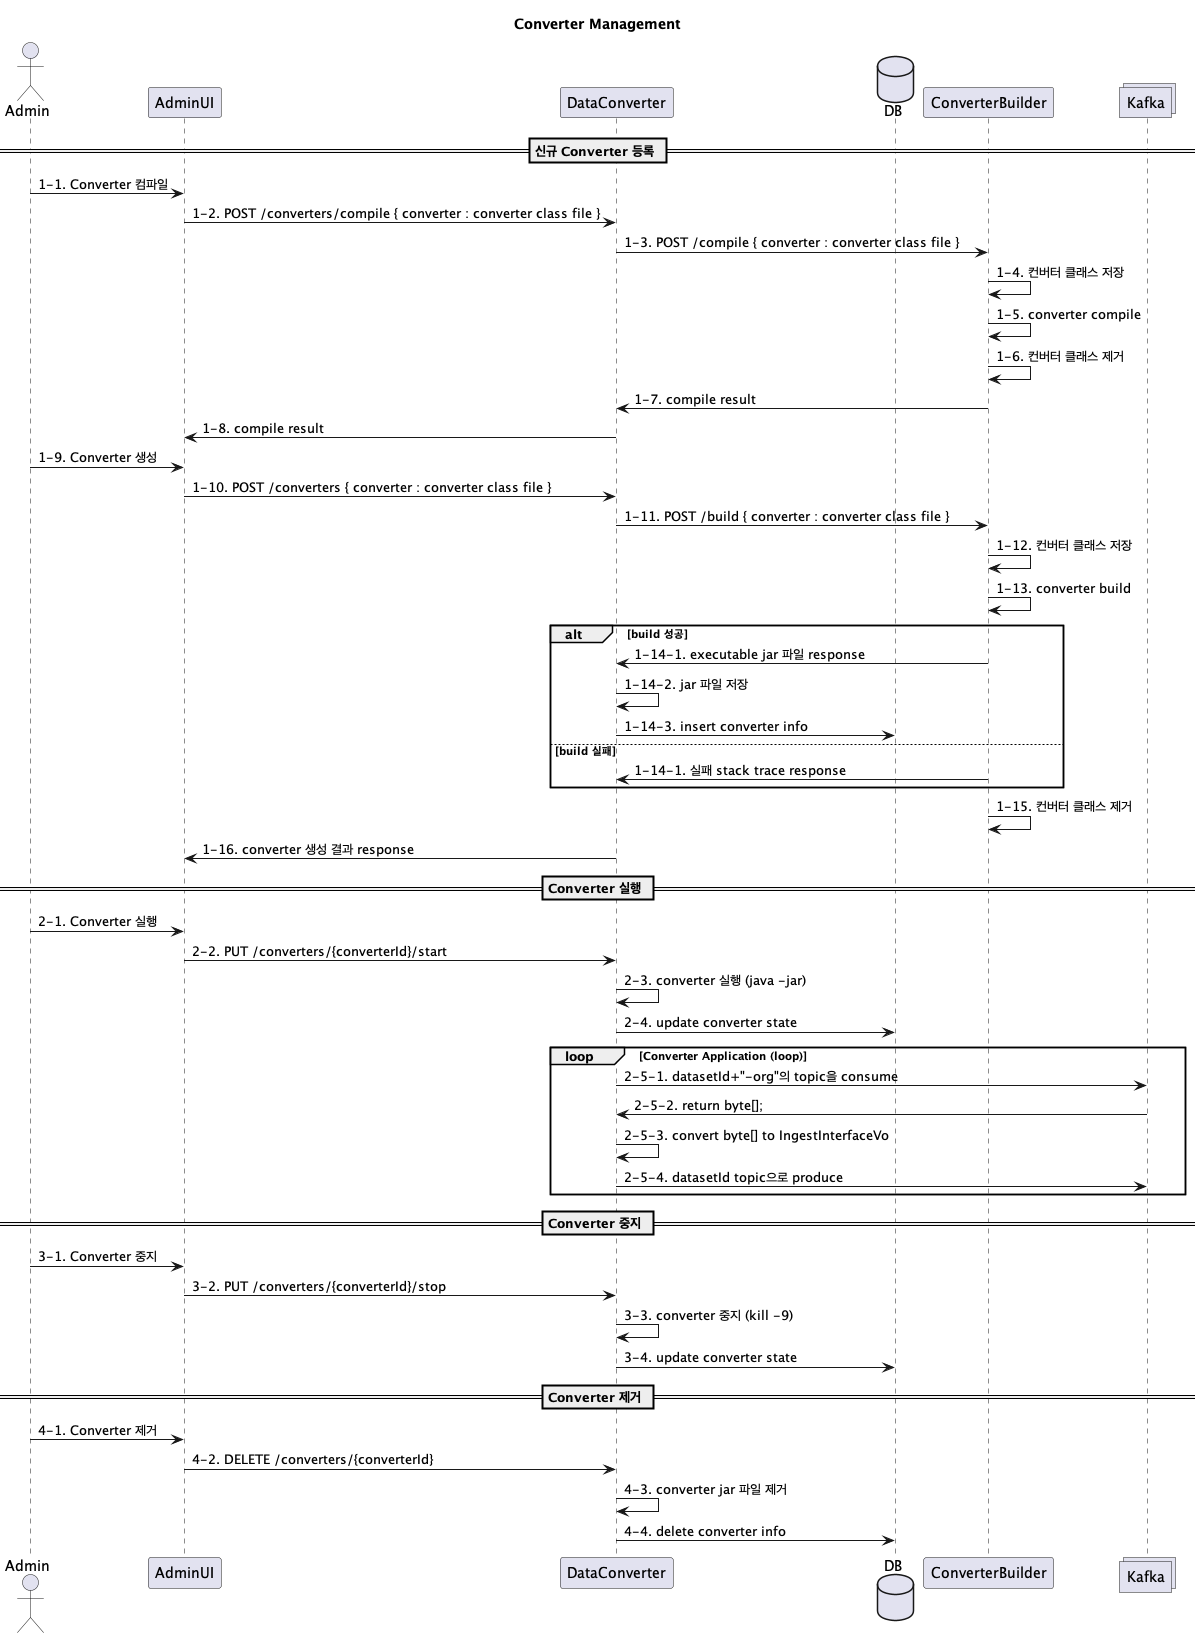 Converter Management
Admin
AdminUI
DataConverter
DB
ConverterBuilder
Kafka
신규 Converter 등록
1-1. Converter 컴파일
1-2. POST /converters/compile { converter : converter class file }
1-3. POST /compile { converter : converter class file }
1-4. 컨버터 클래스 저장
1-5. converter compile
1-6. 컨버터 클래스 제거
1-7. compile result
1-8. compile result
1-9. Converter 생성
1-10. POST /converters { converter : converter class file }
1-11. POST /build { converter : converter class file }
1-12. 컨버터 클래스 저장
1-13. converter build
alt
[build 성공]
1-14-1. executable jar 파일 response
1-14-2. jar 파일 저장
1-14-3. insert converter info
[build 실패]
1-14-1. 실패 stack trace response
1-15. 컨버터 클래스 제거
1-16. converter 생성 결과 response
Converter 실행
2-1. Converter 실행
2-2. PUT /converters/{converterId}/start
2-3. converter 실행 (java -jar)
2-4. update converter state
loop
[Converter Application (loop)]
2-5-1. datasetId+"-org"의 topic을 consume
2-5-2. return byte[];
2-5-3. convert byte[] to IngestInterfaceVo
2-5-4. datasetId topic으로 produce
Converter 중지
3-1. Converter 중지
3-2. PUT /converters/{converterId}/stop
3-3. converter 중지 (kill -9)
3-4. update converter state
Converter 제거
4-1. Converter 제거
4-2. DELETE /converters/{converterId}
4-3. converter jar 파일 제거
4-4. delete converter info
Admin
AdminUI
DataConverter
DB
ConverterBuilder
Kafka